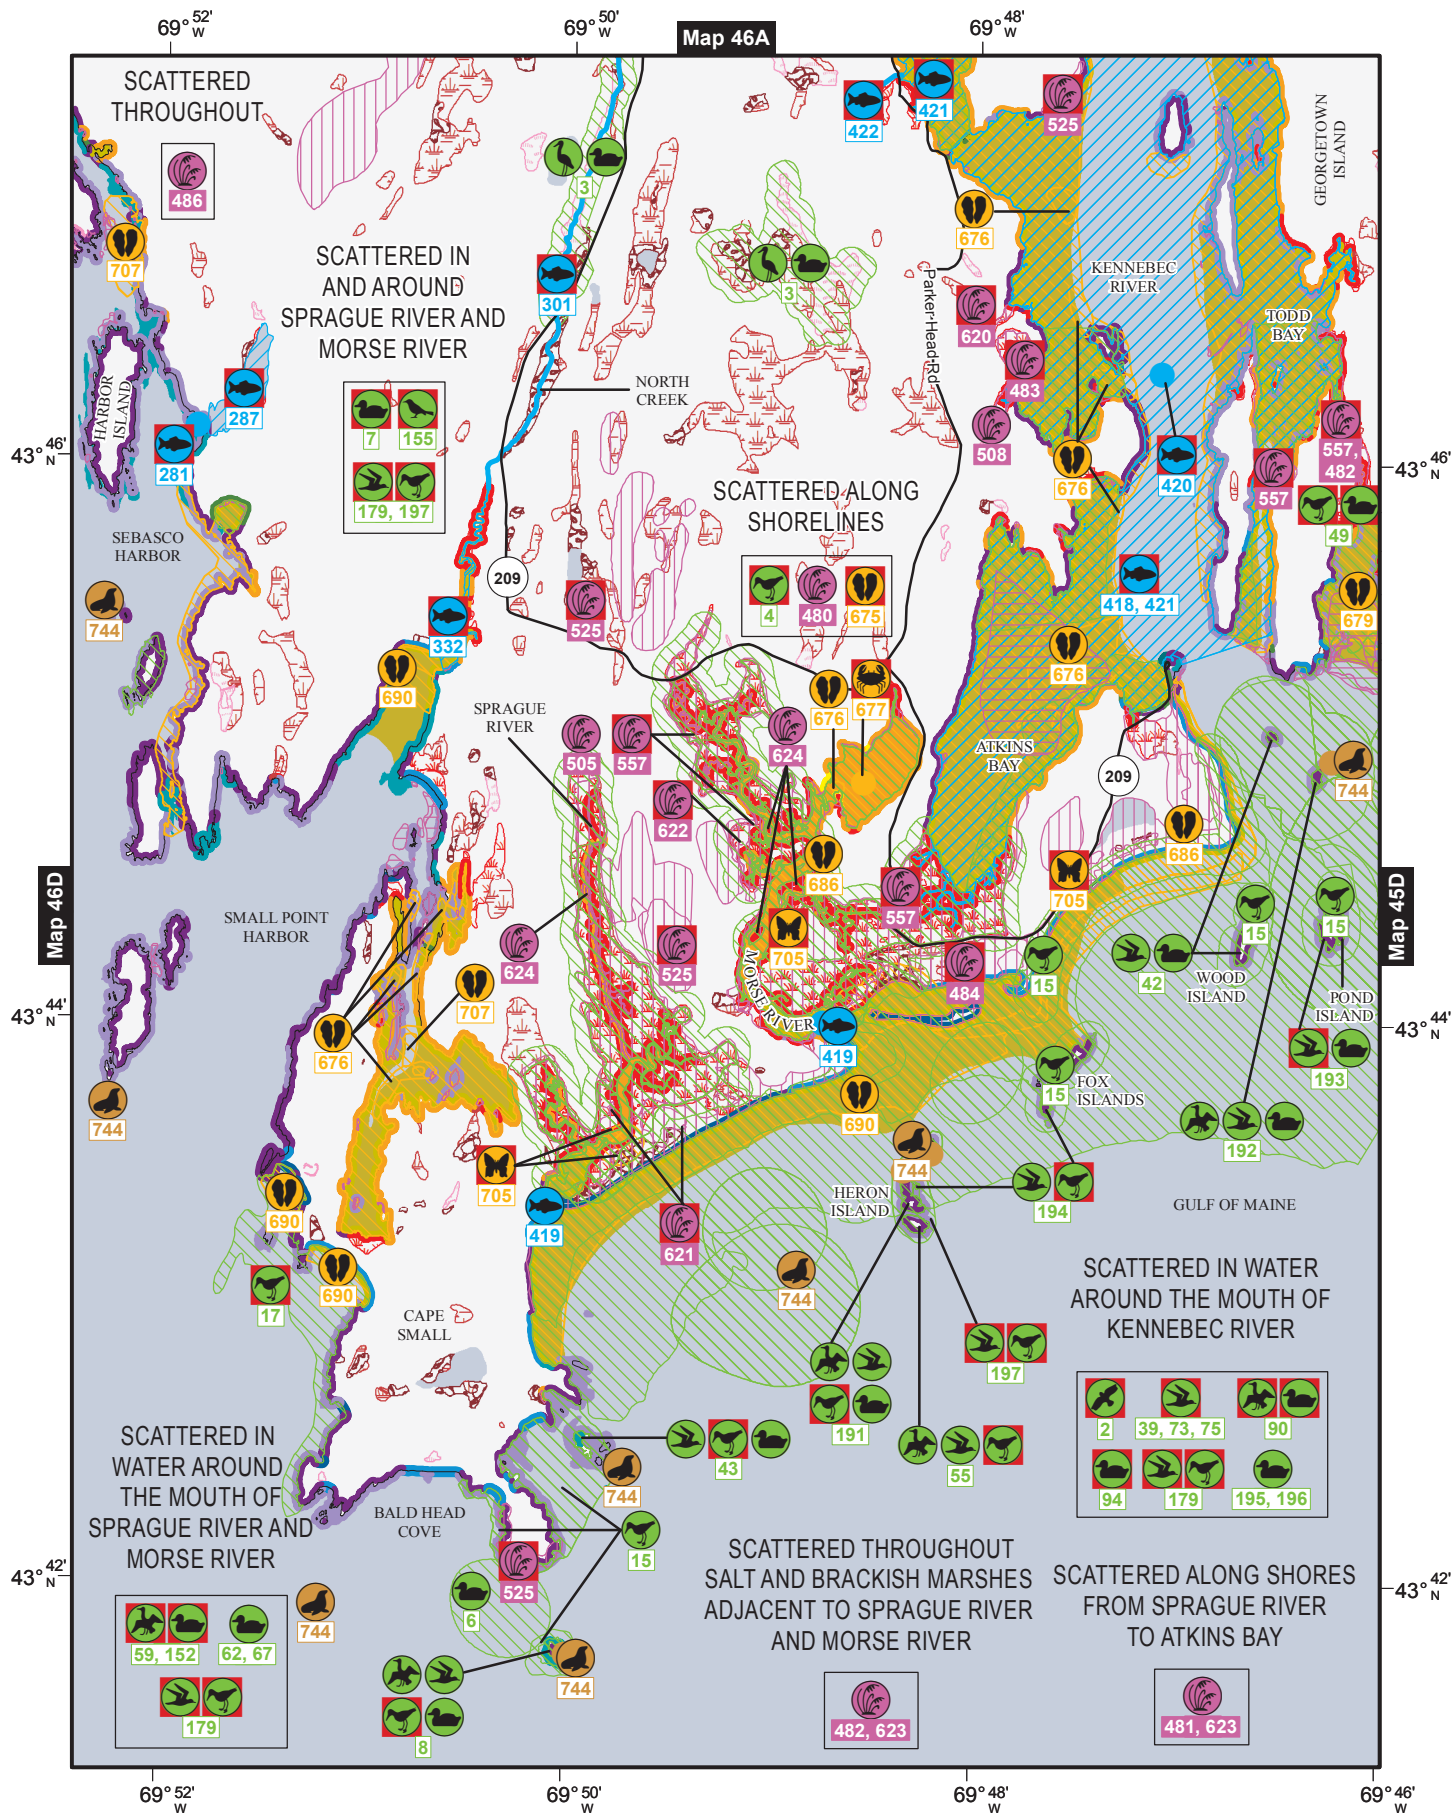 69°52' W
69°50' W
Map 46A
69°48' W
SCATTERED
THROUGHOUT
486
707
3
422
421
525
GEORGETOWN
ISLAND
676
SCATTERED IN
AND AROUND
SPRAGUE RIVER AND
MORSE RIVER
7
155
179, 197
301
3
Parker Head Rd
620
KENNEBEC
RIVER
TODD
BAY
483
HARBOR
ISLAND
287
281
NORTH
CREEK
508
676
420
557
557,
482
49
43°46' N
43°46' N
SEBASCO
HARBOR
744
SCATTERED ALONG
SHORELINES
4
480
675
209
525
332
690
418, 421
679
676
676
677
SPRAGUE
RIVER
505
557
624
622
ATKINS
BAY
209
744
686
686
705
557
705
Map 46D
Map 45D
SMALL POINT
HARBOR
624
525
707
676
MORSE RIVER
484
15
42
15
15
WOOD
ISLAND
POND
ISLAND
43°44' N
43°44' N
419
193
15
FOX
ISLANDS
192
744
690
744
705
690
419
621
HERON
ISLAND
194
GULF OF MAINE
17
690
744
CAPE
SMALL
SCATTERED IN WATER
AROUND THE MOUTH OF
KENNEBEC RIVER
2
39, 73, 75
90
94
179
195, 196
197
191
55
43
744
SCATTERED IN
WATER AROUND
THE MOUTH OF
SPRAGUE RIVER AND
MORSE RIVER
59, 152
62, 67
179
BALD HEAD
COVE
15
525
6
744
744
8
SCATTERED THROUGHOUT
SALT AND BRACKISH MARSHES
ADJACENT TO SPRAGUE RIVER
AND MORSE RIVER
482, 623
SCATTERED ALONG SHORES
FROM SPRAGUE RIVER
TO ATKINS BAY
481, 623
43°42' N
43°42' N
69°52' W
69°50' W
69°48' W
69°46' W